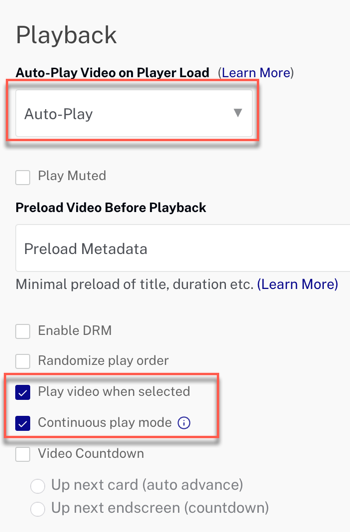 Playback
Auto-Play Video on Player Load (Learn More)
Auto-Play
Play Muted
Preload Video Before Playback
Preload Metadata
Minimal preload of title, duration etc. (Learn More)
Enable DRM
Randomize play order
Play video when selected
Continuous play mode
Video Countdown
Up next card (auto advance)
Up next endscreen (countdown)